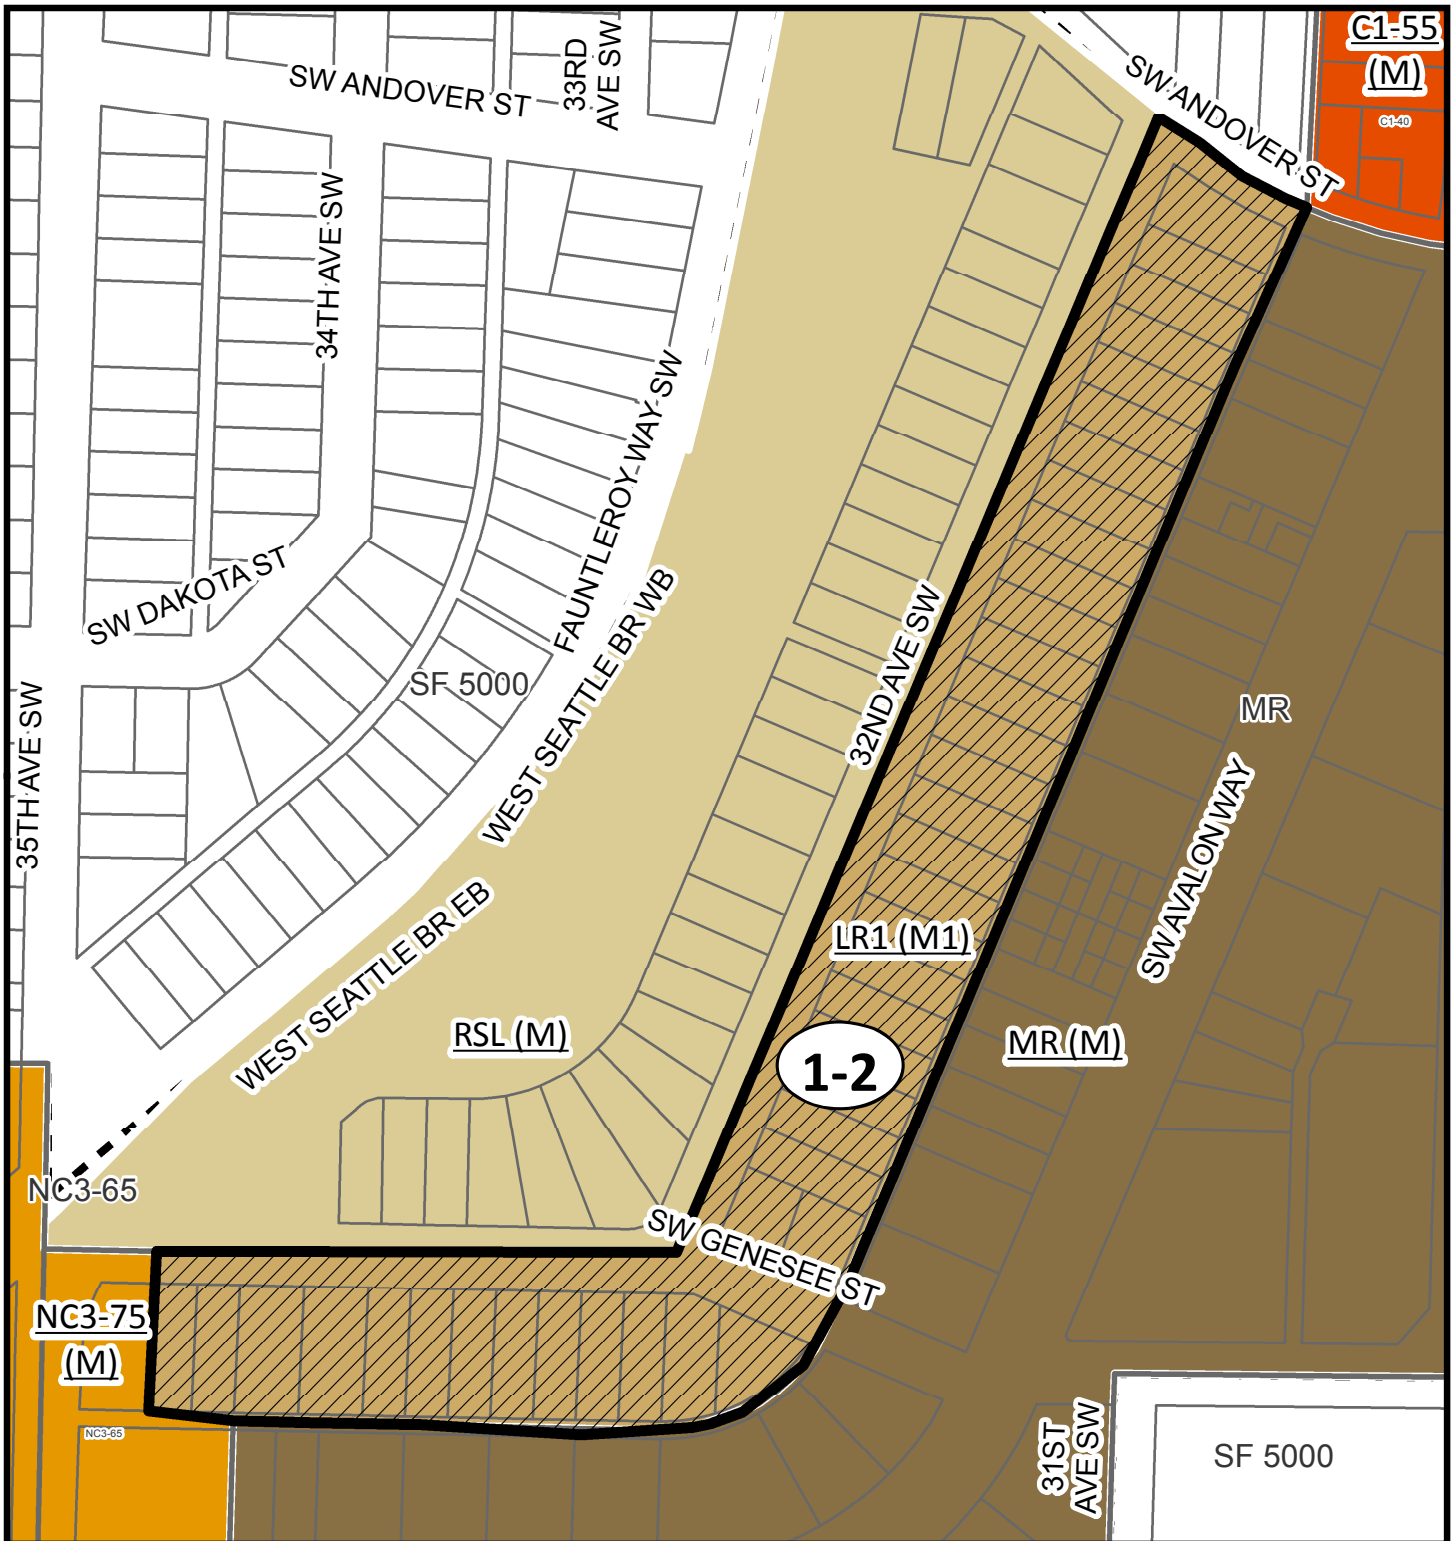 C1-55
(M)
C1-40
SW ANDOVER ST
33RD
AVE SW
SW ANDOVER ST
34TH AVE SW
FAUNTLEROY WAY SW
SW DAKOTA ST
SF 5000
WEST SEATTLE BR WB
32ND AVE SW
35TH AVE SW
MR
SW AVALON WAY
WEST SEATTLE BR EB
LR1 (M1)
RSL (M)
MR (M)
1-2
NC3-65
SW GENESEE ST
NC3-75
(M)
NC3-65
31ST
AVE SW
SF 5000